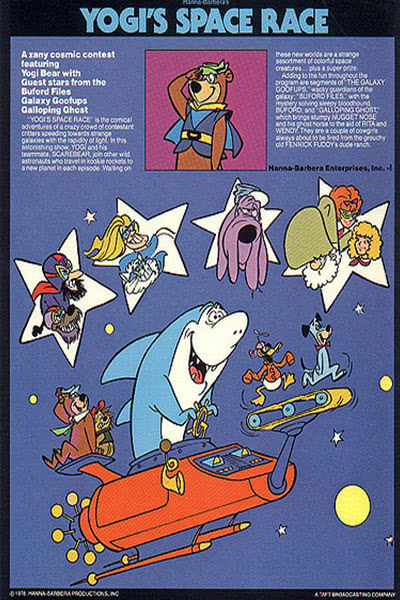 Hanna-Barbera's
YOGI'S SPACE RACE
A zany cosmic contest
featuring
Yogi Bear with
Guest stars from the
Buford Files
Galaxy Goofups
Galloping Ghost
"YOGI'S SPACE RACE" is the comical
adventures of a crazy crowd of contestant
critters speeding towards strange
galaxies with the rapidity of light. In this
astonishing show, YOGI and his
teammate, SCAREBEAR, join other wild
astronauts who travel in kookie rockets to
a new planet in each episode. Waiting on
these new worlds are a strange
assortment of colorful space
creatures ... plus a super prize.
Adding to the fun throughout the
program are segments of "THE GALAXY
GOOFUPS," wacky guardians of the
galaxy; "BUFORD FILES," with the
mystery solving sleepy bloodhound,
BUFORD; and "GALLOPING GHOST,"
which brings stumpy NUGGET NOSE
and his ghost horse to the aid of RITA and
WENDY. They are a couple of cowgirls
always about to be fired from the grouchy
old FENNICK FUDDY's dude ranch.
Hanna-Barbera Enterprises, Inc.
© 1978 HANNA-BARBERA PRODUCTIONS, INC
A TAFT BROADCASTING COMPANY